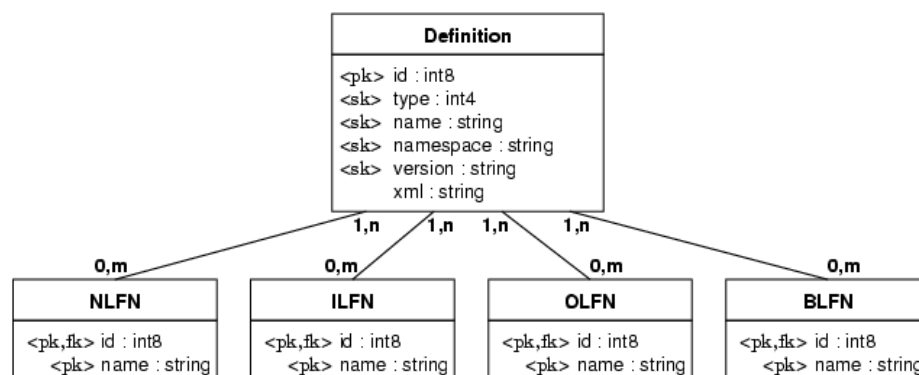 Definition
<pk> id : int8
<sk> type : int4
<sk> name : string
<sk> namespace : string
<sk> version : string
xml : string
1,n 1,n 1,n 1,n
0,m 0,m 0,m 0,m
NLFN ILFN OLFN BLFN
<pk,fk> id : int8 <pk,fk> id : int8 <pk,fk> id : int8 <pk,fk> id : int8
<pk> name : string <pk> name : string <pk> name : string <pk> name : string